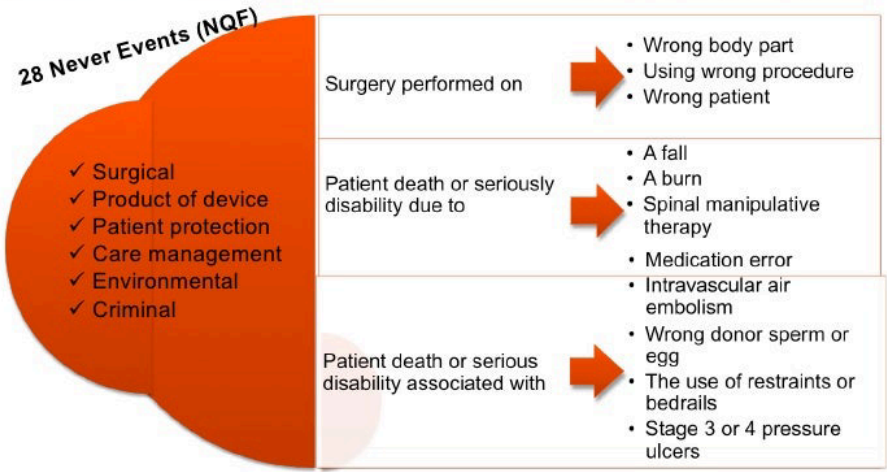 28 Never Events (NQF)
✓ Surgical
✓ Product of device
✓ Patient protection
✓ Care management
✓ Environmental
✓ Criminal
Surgery performed on
• Wrong body part
• Using wrong procedure
• Wrong patient
Patient death or seriously
disability due to
• A fall
• A burn
• Spinal manipulative
therapy
Patient death or serious
disability associated with
• Medication error
• Intravascular air
embolism
• Wrong donor sperm or
egg
• The use of restraints or
bedrails
• Stage 3 or 4 pressure
ulcers